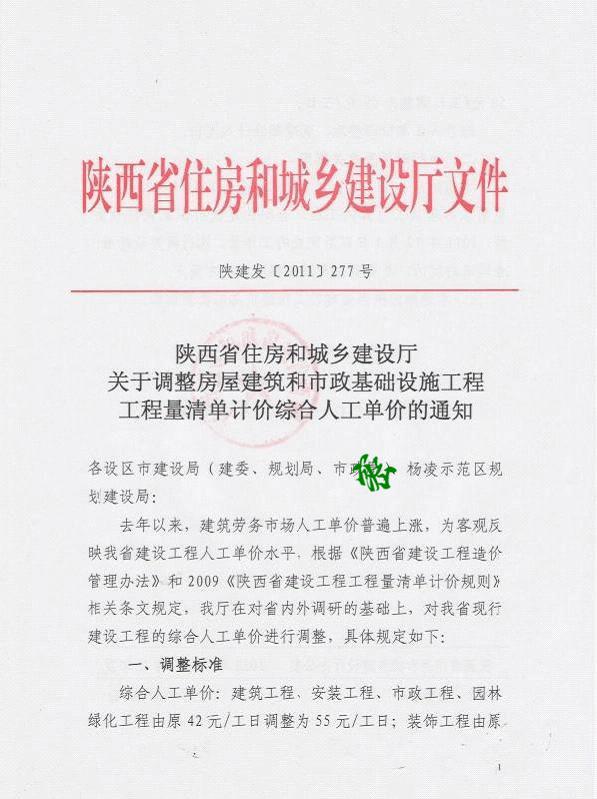 陕西省住房和城乡建设厅文件
陕建发〔2011〕277号
陕西省住房和城乡建设厅
关于调整房屋建筑和市政基础设施工程
工程量清单计价综合人工单价的通知
各设区市建设局（建委、规划局、市政 杨凌示范区规
划建设局：
去年以来，建筑劳务市场人工单价普遍上涨，为客观反
映我省建设工程人工单价水平，根据《陕西省建设工程造价
管理办法》和2009《陕西省建设工程工程量清单计价规则》
相关条文规定，我厅在对省内外调研的基础上，对我省现行
建设工程的综合人工单价进行调整，具体规定如下：
一、调整标准
综合人工单价：建筑工程、安装工程、市政工程、园林
绿化工程由原42元/工日调整为55元/工日；装饰工程由原
1